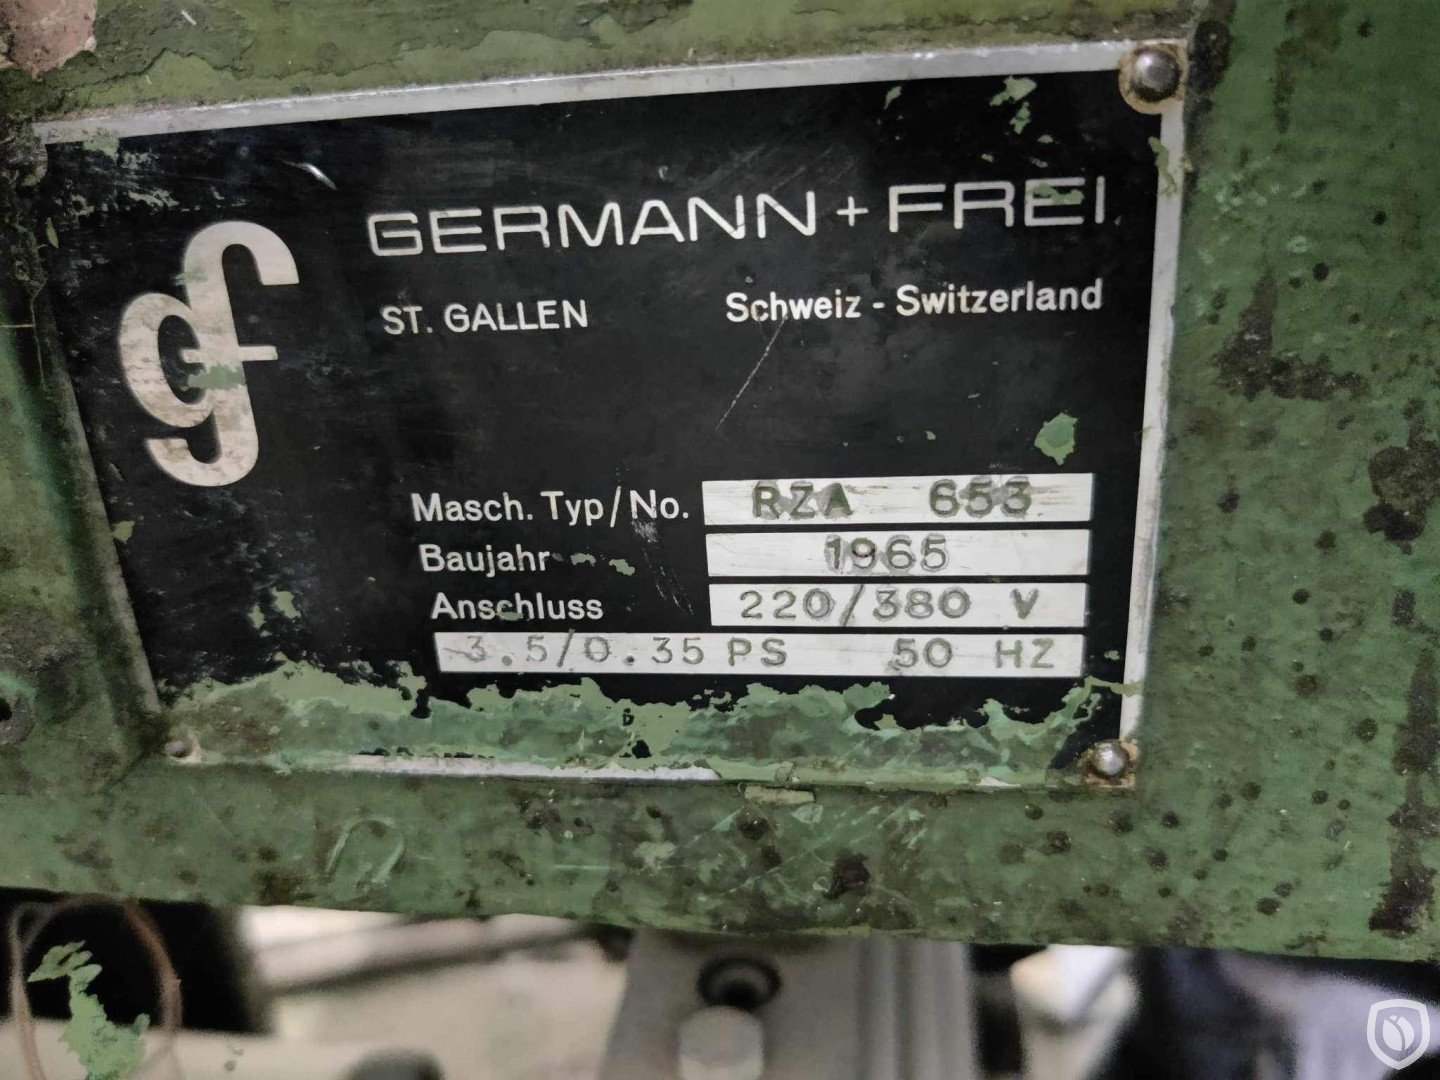 gf
GERMANN + FREI
ST. GALLEN Schweiz - Switzerland
Masch. Typ/No. RZA 653
Baujahr 1965
Anschluss 220/380 V
3.5/0.35 PS 50 HZ